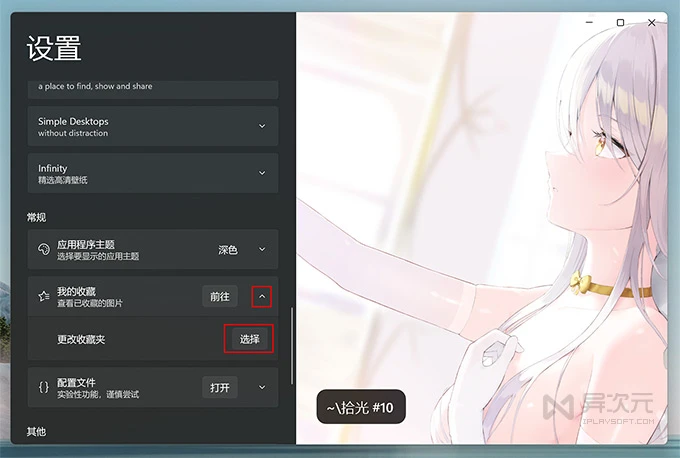 设置
a place to find, show and share
Simple Desktops
without distraction
Infinity
精选高清壁纸
常规
应用程序主题
选择要显示的应用主题
深色
我的收藏
查看已收藏的图片
前往
更改收藏夹
选择
配置文件
实验性功能，谨慎尝试
打开
其他
~\拾光 #10
异次元
IPLAYSOFT.COM